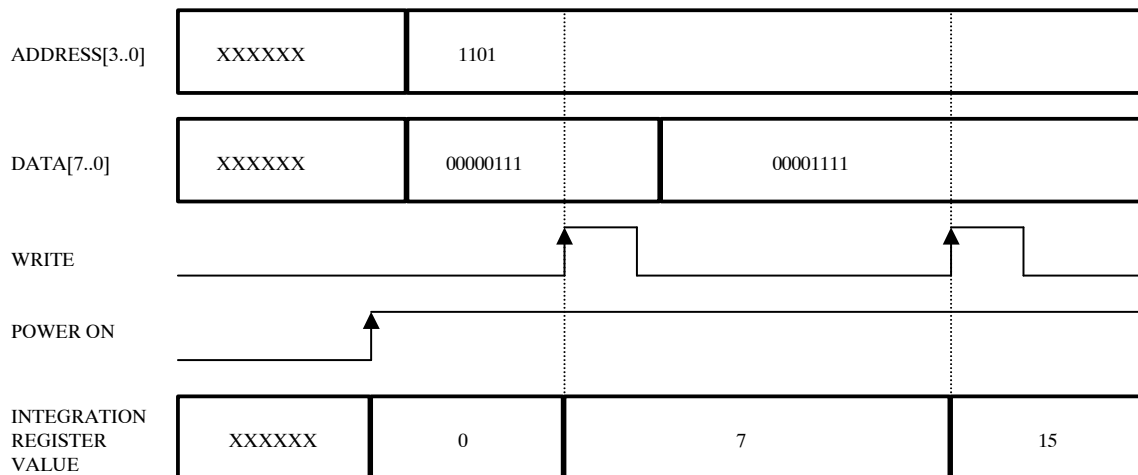 ADDRESS[3..0] XXXXXX 1101
DATA[7..0] XXXXXX 00000111 00001111
WRITE
POWER ON
INTEGRATION
REGISTER XXXXXX 0 7 15
VALUE